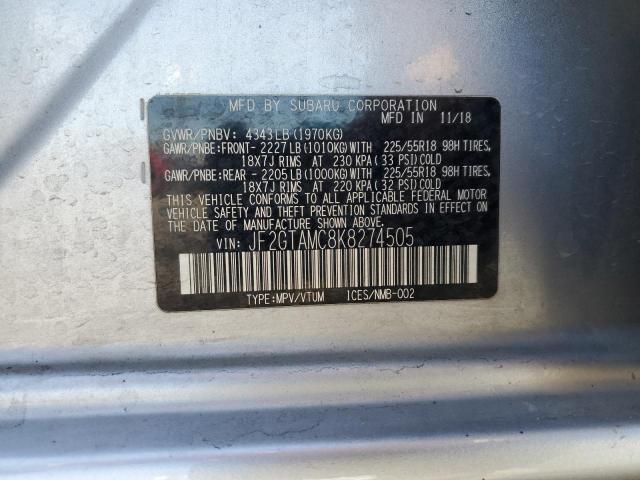 MFD BY SUBARU CORPORATION
MFD IN 11/18
GVWR/PNBV: 4343LB(1970KG)
GAWR/PNBE:FRONT- 2227LB(1010KG)WITH 225/55R18 98H TIRES,
18X7J RIMS AT 230 KPA(33 PSI)COLD
GAWR/PNBE:REAR - 2205LB(1000KG)WITH 225/55R18 98H TIRES,
18X7J RIMS AT 220 KPA(32 PSI)COLD
THIS VEHICLE CONFORMS TO ALL APPLICABLE FEDERAL MOTOR
VEHICLE SAFETY AND THEFT PREVENTION STANDARDS IN EFFECT
ON THE DATE OF MANUFACTURE SHOWN ABOVE.
VIN: JF2GTAMC8K8274505
TYPE:MPV/VTUM ICES/NMB-002